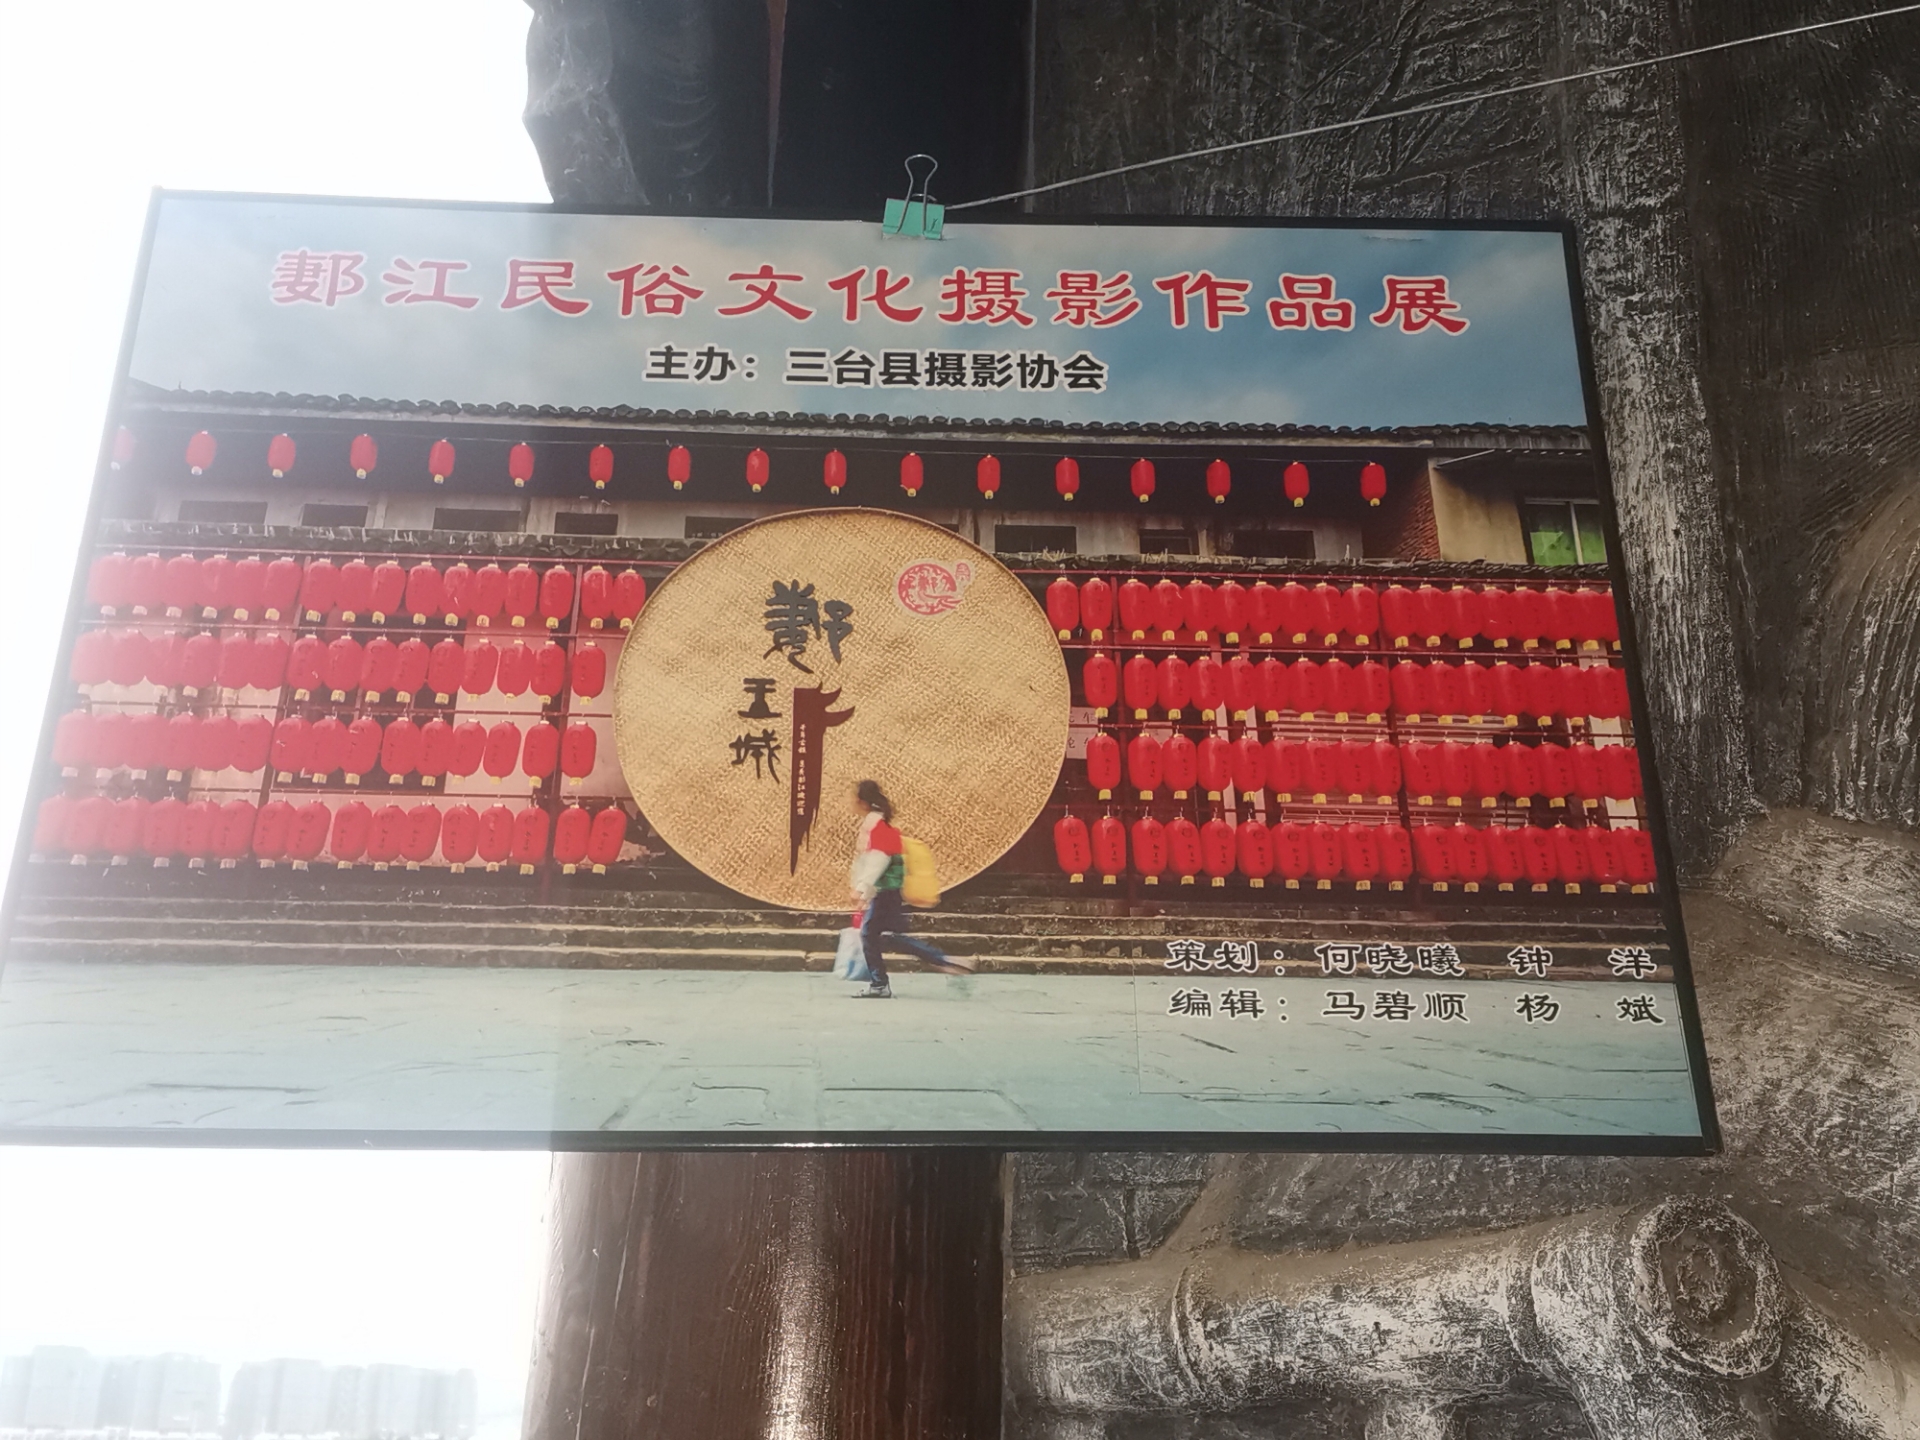 郪江民俗文化摄影作品展
主办：三台县摄影协会
郪
王
城
策划：何晓曦 钟 洋
编辑：马碧顺 杨 斌